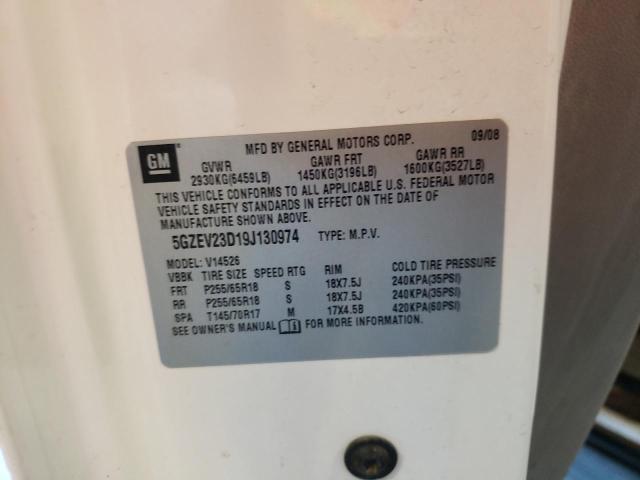 GM
MFD BY GENERAL MOTORS CORP. 09/08
GVWR GAWR FRT GAWR RR
2930KG(6459LB) 1450KG(3196LB) 1600KG(3527LB)
THIS VEHICLE CONFORMS TO ALL APPLICABLE U.S. FEDERAL MOTOR
VEHICLE SAFETY STANDARDS IN EFFECT ON THE DATE OF
MANUFACTURE SHOWN ABOVE.
5GZEV23D19J130974 TYPE: M.P.V.
MODEL: V14526
VBBK TIRE SIZE SPEED RTG RIM COLD TIRE PRESSURE
FRT P255/65R18 S 18X7.5J 240KPA(35PSI)
RR P255/65R18 S 18X7.5J 240KPA(35PSI)
SPA T145/70R17 M 17X4.5B 420KPA(60PSI)
SEE OWNER'S MANUAL FOR MORE INFORMATION.